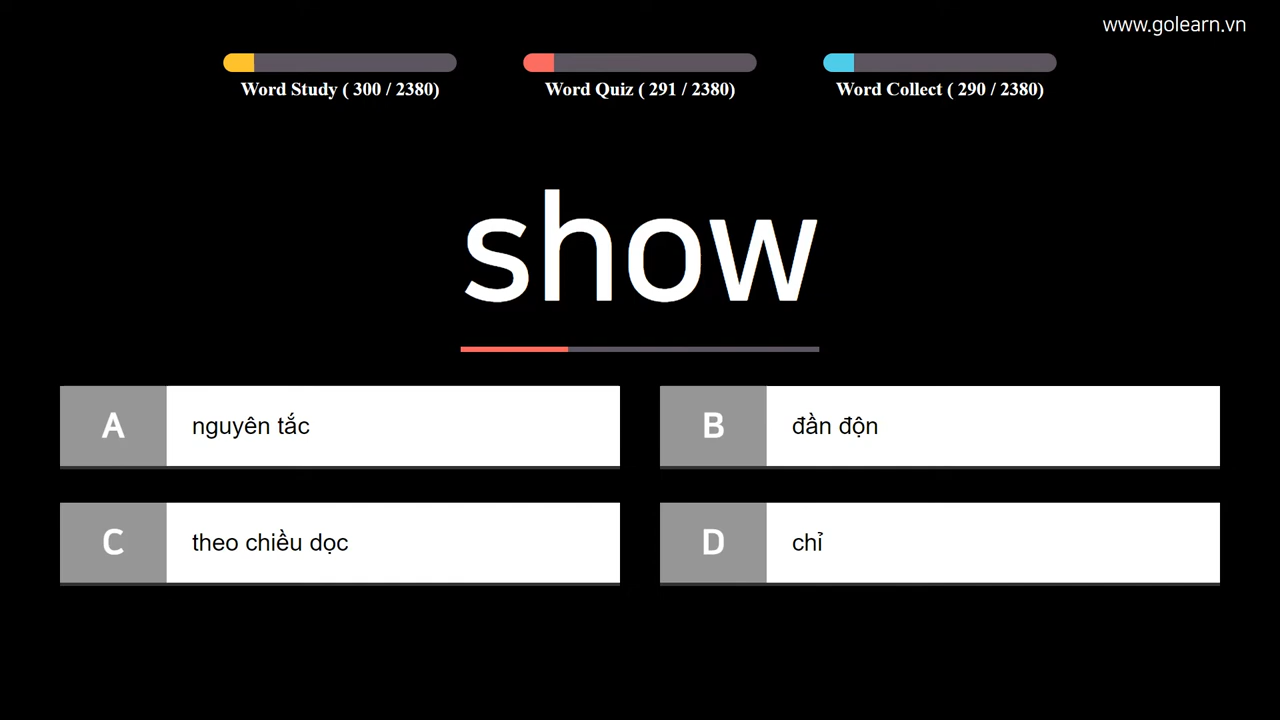 www.golearn.vn
Word Study ( 300 / 2380)
Word Quiz ( 291 / 2380)
Word Collect ( 290 / 2380)
show
A nguyên tắc
B đần độn
C theo chiều dọc
D chỉ